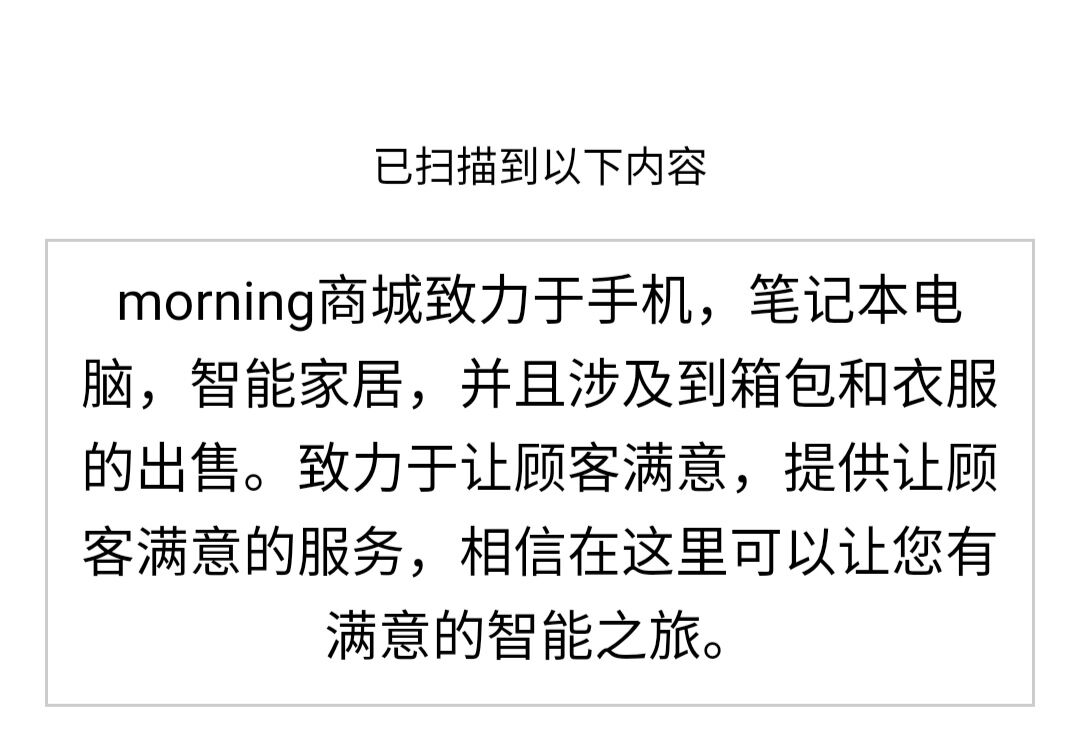 已扫描到以下内容
morning商城致力于手机，笔记本电
脑，智能家居，并且涉及到箱包和衣服
的出售。致力于让顾客满意，提供让顾
客满意的服务，相信在这里可以让您有
满意的智能之旅。